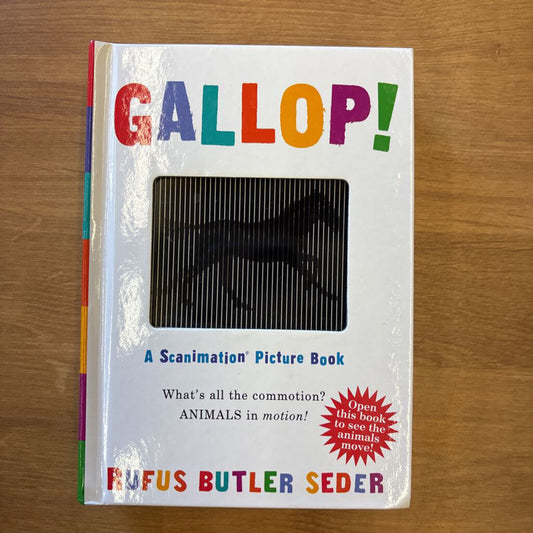 GALLOP!
A Scanimation® Picture Book
What's all the commotion?
ANIMALS in motion!
Open
this book
to see the
animals
move!
RUFUS BUTLER SEDER